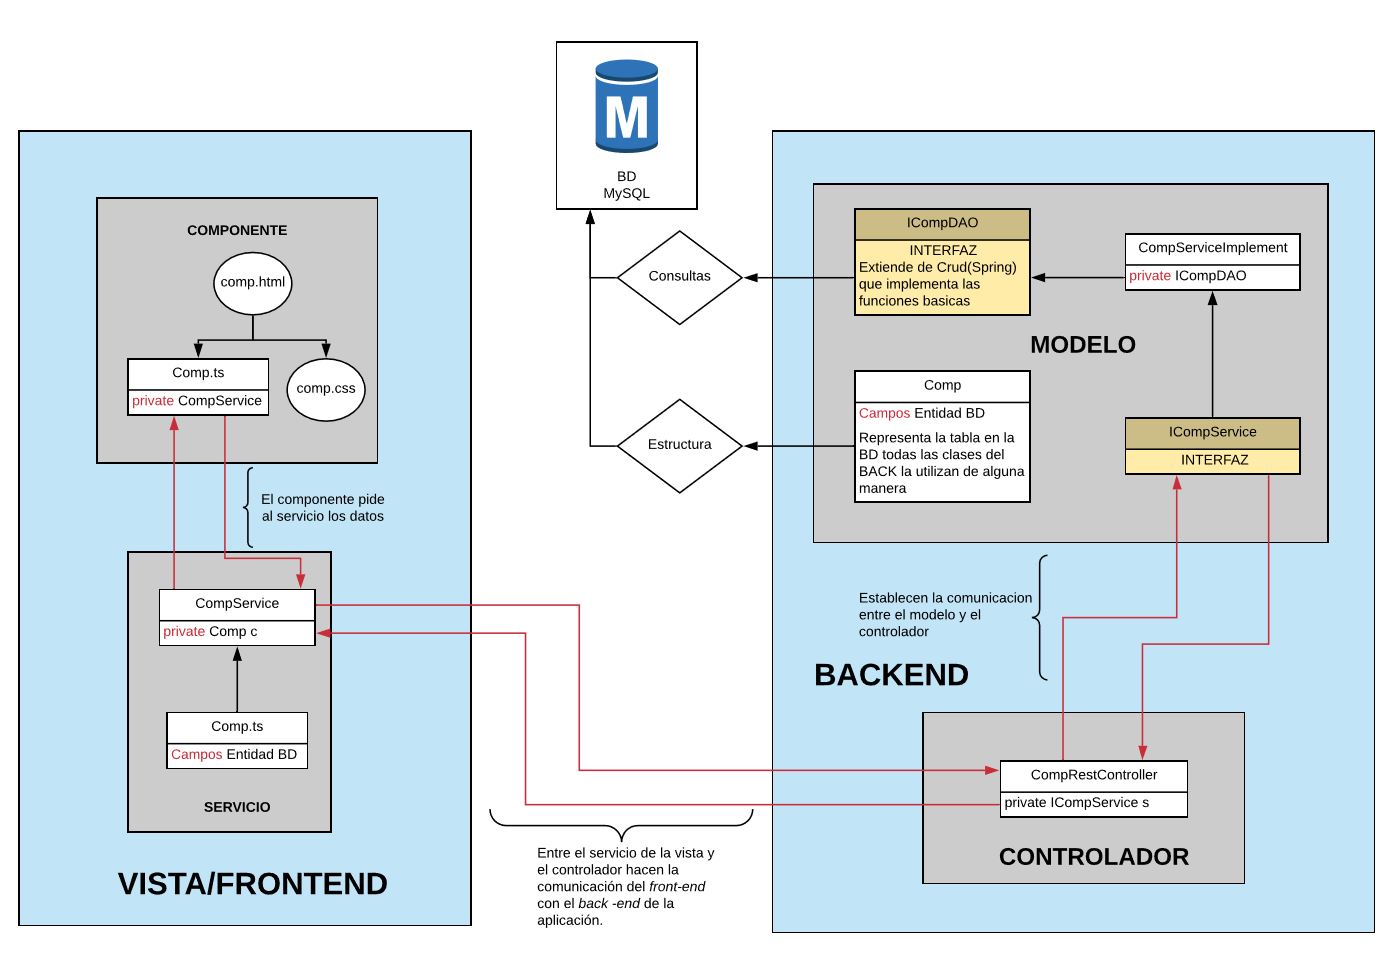 M
BD
MySQL
COMPONENTE
comp.html
Comp.ts
private CompService
comp.css
El componente pide
al servicio los datos
CompService
private Comp c
Comp.ts
Campos Entidad BD
SERVICIO
VISTA/FRONTEND
Consultas
Estructura
Entre el servicio de la vista y
el controlador hacen la
comunicación del front-end
con el back -end de la
aplicación.
ICompDAO
INTERFAZ
Extiende de Crud(Spring)
que implementa las
funciones basicas
CompServiceImplement
private ICompDAO
MODELO
Comp
Campos Entidad BD
Representa la tabla en la
BD todas las clases del
BACK la utilizan de alguna
manera
ICompService
INTERFAZ
Establecen la comunicacion
entre el modelo y el
controlador
BACKEND
CompRestController
private ICompService s
CONTROLADOR